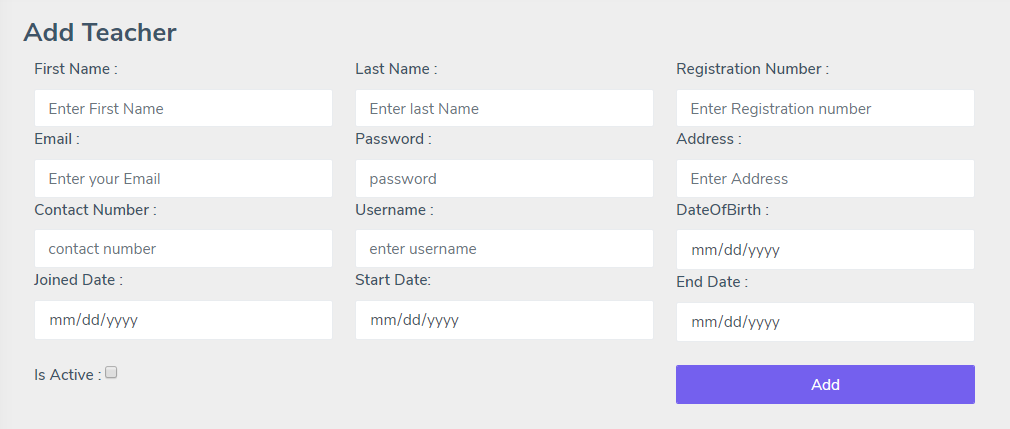 Add Teacher
First Name : Last Name : Registration Number :
Enter First Name Enter last Name Enter Registration number
Email : Password : Address :
Enter your Email password Enter Address
Contact Number : Username : DateOfBirth :
contact number enter username mm/dd/yyyy
Joined Date : Start Date: End Date :
mm/dd/yyyy mm/dd/yyyy mm/dd/yyyy
Is Active : Add